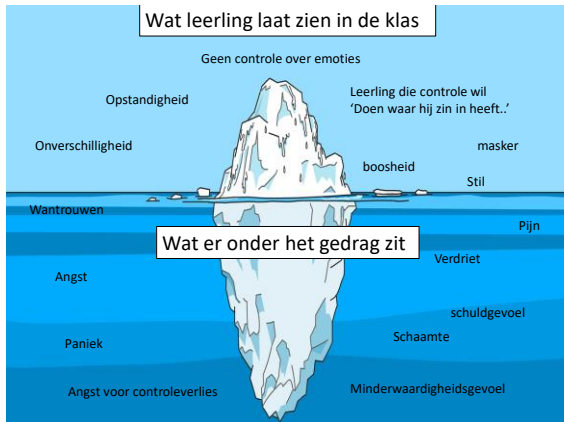 Wat leerling laat zien in de klas
Geen controle over emoties
Leerling die controle wil
‘Doen waar hij zin in heeft..’
Opstandigheid
Onverschilligheid
masker
boosheid
Stil
Wantrouwen
Pijn
Wat er onder het gedrag zit
Verdriet
Angst
schuldgevoel
Schaamte
Paniek
Angst voor controleverlies
Minderwaardigheidsgevoel